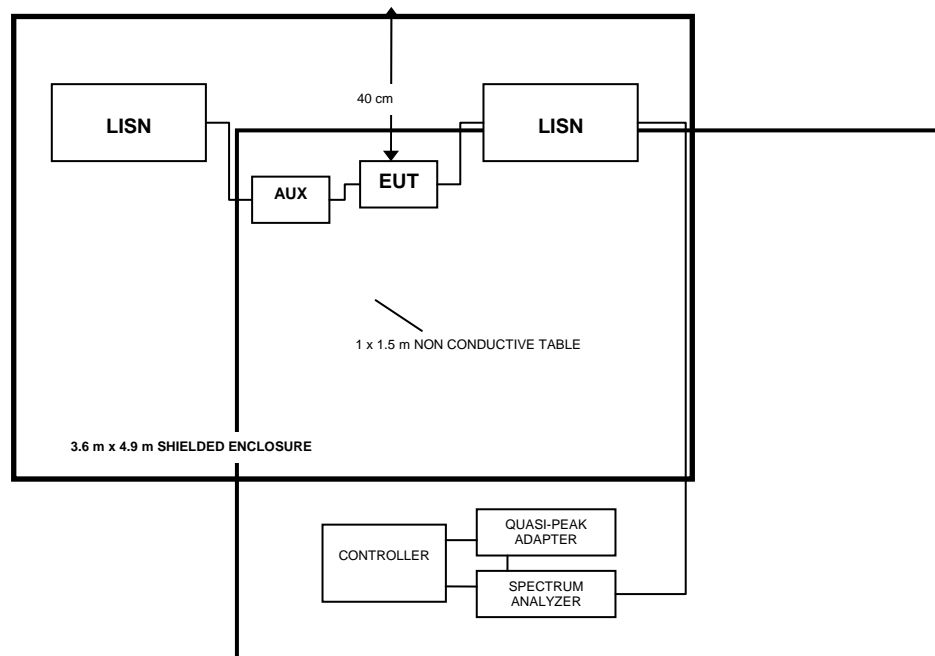 40 cm
LISN
LISN
AUX
EUT
1 x 1.5 m NON CONDUCTIVE TABLE
3.6 m x 4.9 m SHIELDED ENCLOSURE
CONTROLLER
QUASI-PEAK
ADAPTER
SPECTRUM
ANALYZER